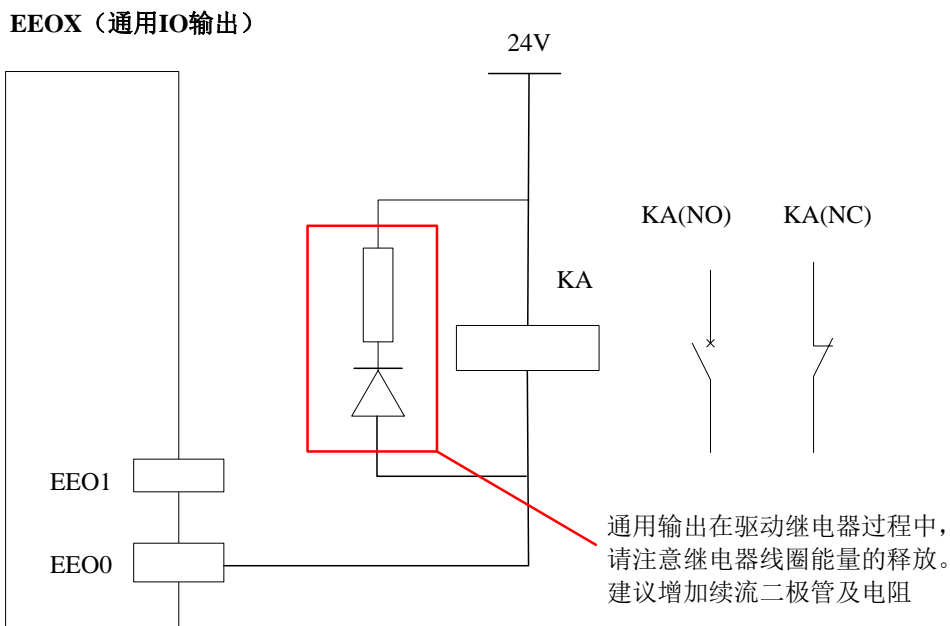 EEOX（通用IO输出）
24V
KA(NO)
KA(NC)
KA
EEO1
EEO0
通用输出在驱动继电器过程中，
请注意继电器线圈能量的释放。
建议增加续流二极管及电阻